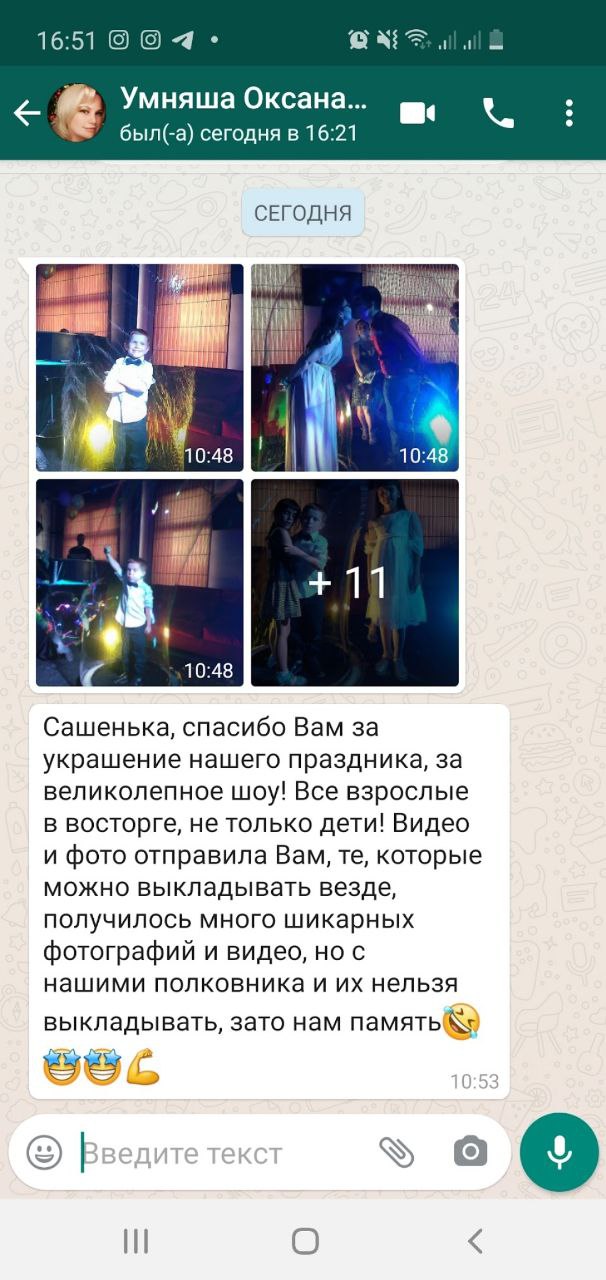 16:51
Умняша Оксана...
был(-а) сегодня в 16:21
СЕГОДНЯ
10:48
10:48
10:48
+ 11
Сашенька, спасибо Вам за
украшение нашего праздника, за
великолепное шоу! Все взрослые
в восторге, не только дети! Видео
и фото отправила Вам, те, которые
можно выкладывать везде,
получилось много шикарных
фотографий и видео, но с
нашими полковника и их нельзя
выкладывать, зато нам память🤣
🤩🤩💪
10:53
Введите текст